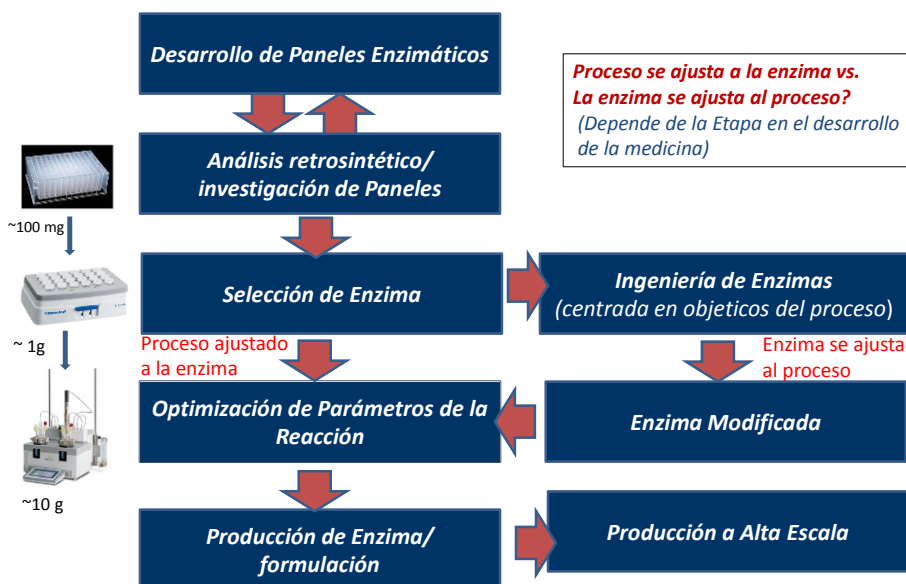 Desarrollo de Paneles Enzimáticos
Proceso se ajusta a la enzima vs.
La enzima se ajusta al proceso?
(Depende de la Etapa en el desarrollo
de la medicina)
Análisis retrosintético/
investigación de Paneles
~100 mg
Selección de Enzima
Ingeniería de Enzimas
(centrada en objeticos del proceso)
~ 1g
Proceso ajustado
a la enzima
Enzima se ajusta
al proceso
Optimización de Parámetros de la
Reacción
Enzima Modificada
~10 g
Producción de Enzima/
formulación
Producción a Alta Escala